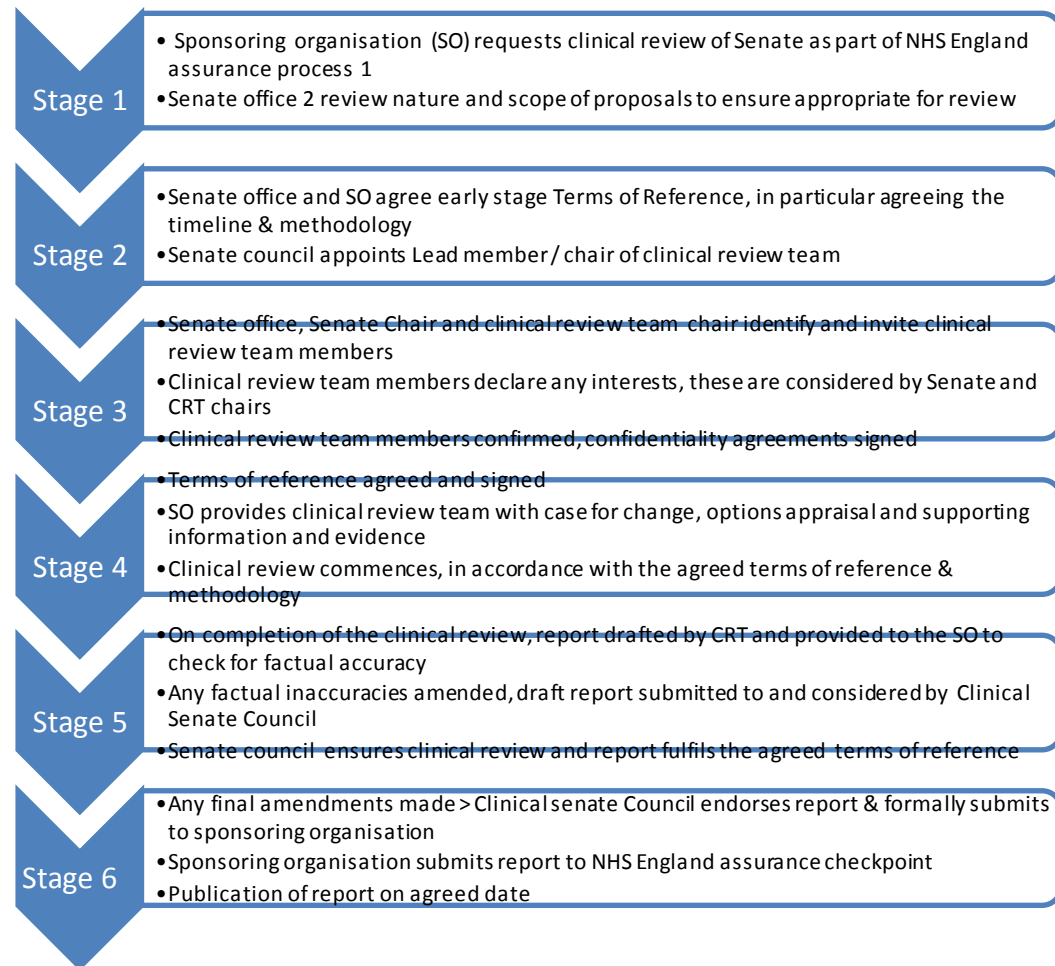 Stage 1
• Sponsoring organisation (SO) requests clinical review of Senate as part of NHS England
assurance process 1
•Senate office 2 review nature and scope of proposals to ensure appropriate for review
Stage 2
•Senate office and SO agree early stage Terms of Reference, in particular agreeing the
timeline & methodology
•Senate council appoints Lead member / chair of clinical review team
Stage 3
•Senate office, Senate Chair and clinical review team chair identify and invite clinical
review team members
•Clinical review team members declare any interests, these are considered by Senate and
CRT chairs
•Clinical review team members confirmed, confidentiality agreements signed
Stage 4
•Terms of reference agreed and signed
•SO provides clinical review team with case for change, options appraisal and supporting
information and evidence
•Clinical review commences, in accordance with the agreed terms of reference &
methodology
Stage 5
•On completion of the clinical review, report drafted by CRT and provided to the SO to
check for factual accuracy
•Any factual inaccuracies amended, draft report submitted to and considered by Clinical
Senate Council
•Senate council ensures clinical review and report fulfils the agreed terms of reference
Stage 6
•Any final amendments made > Clinical senate Council endorses report & formally submits
to sponsoring organisation
•Sponsoring organisation submits report to NHS England assurance checkpoint
•Publication of report on agreed date